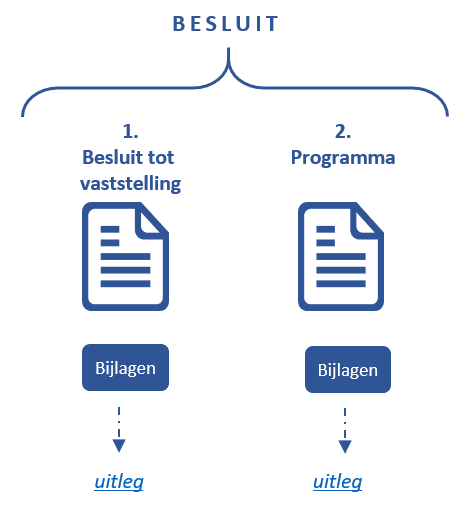 BESLUIT
1.
Besluit tot
vaststelling
2.
Programma
Bijlagen
Bijlagen
uitleg
uitleg